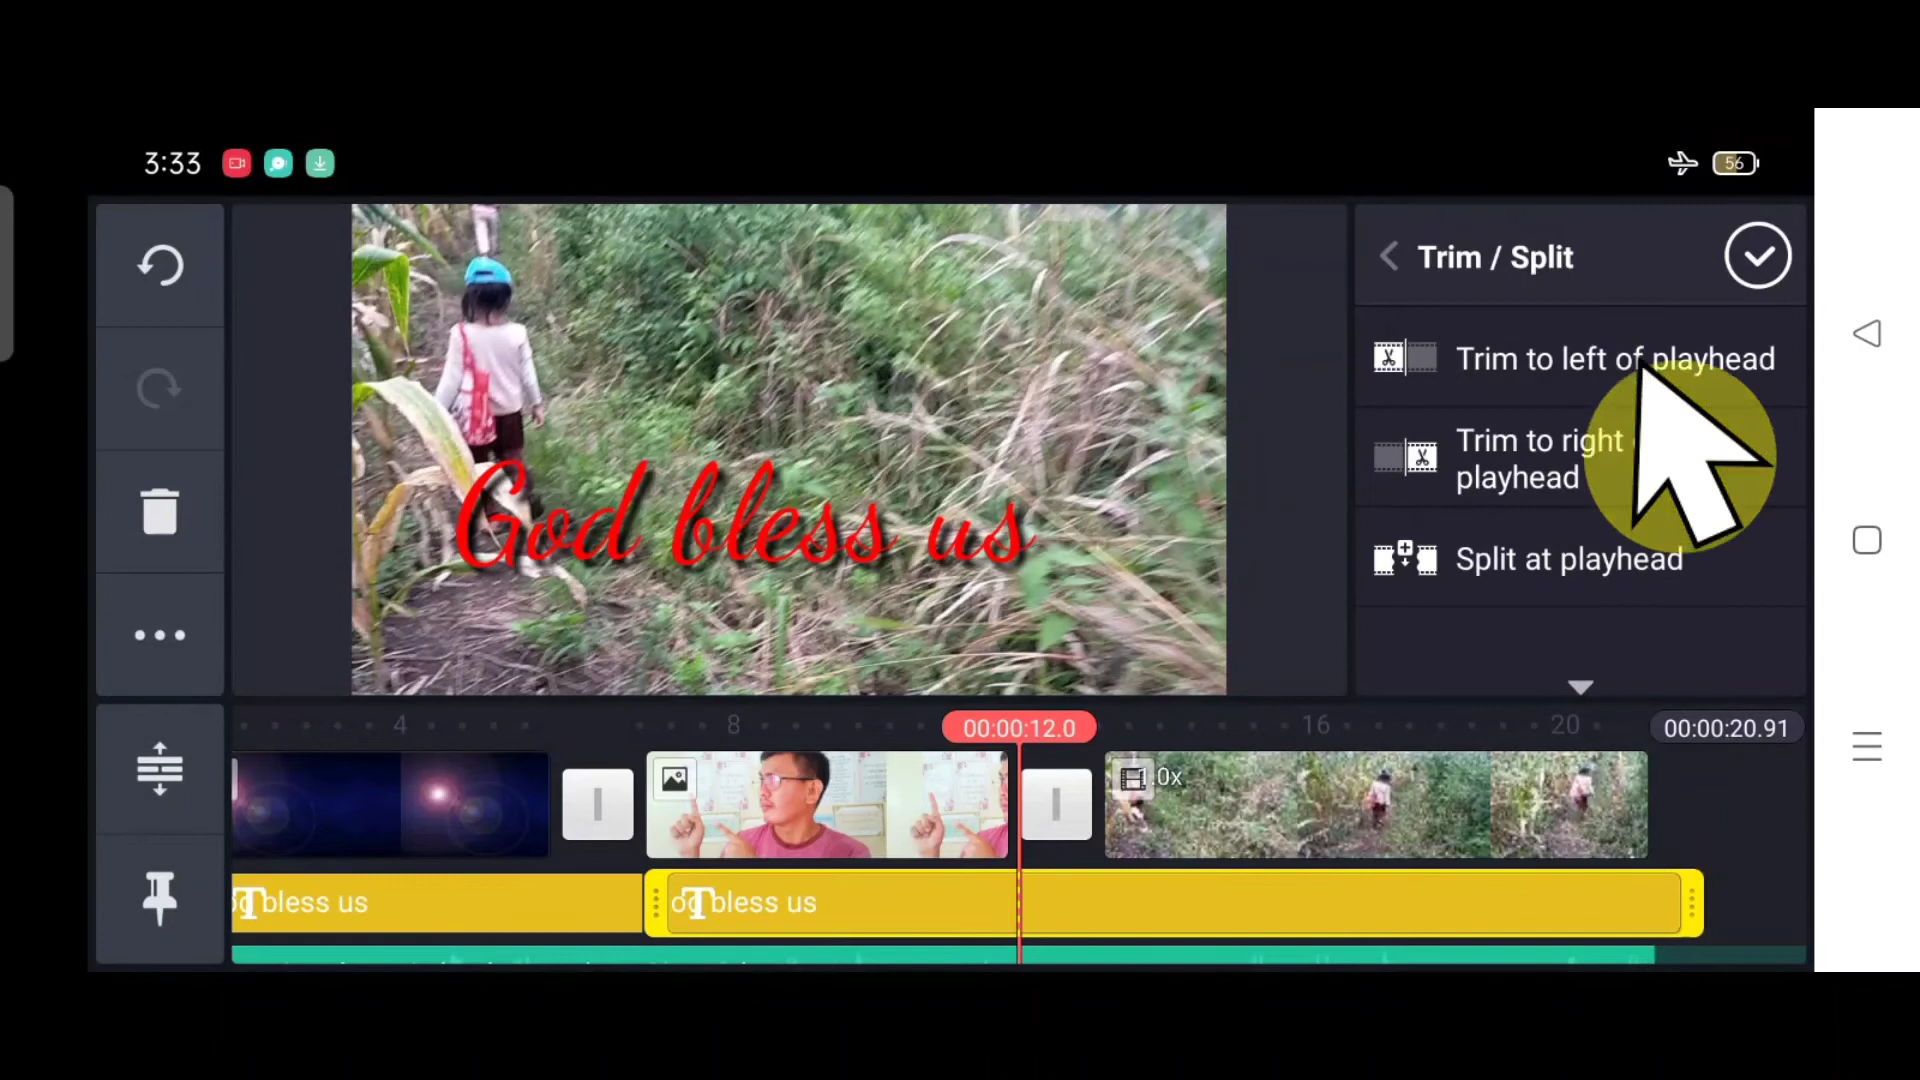 3:33
56
Trim / Split
Trim to left of playhead
Trim to right
playhead
Split at playhead
God bless us
4
8
00:00:12.0
16
20
00:00:20.91
.0x
bless us
bless us